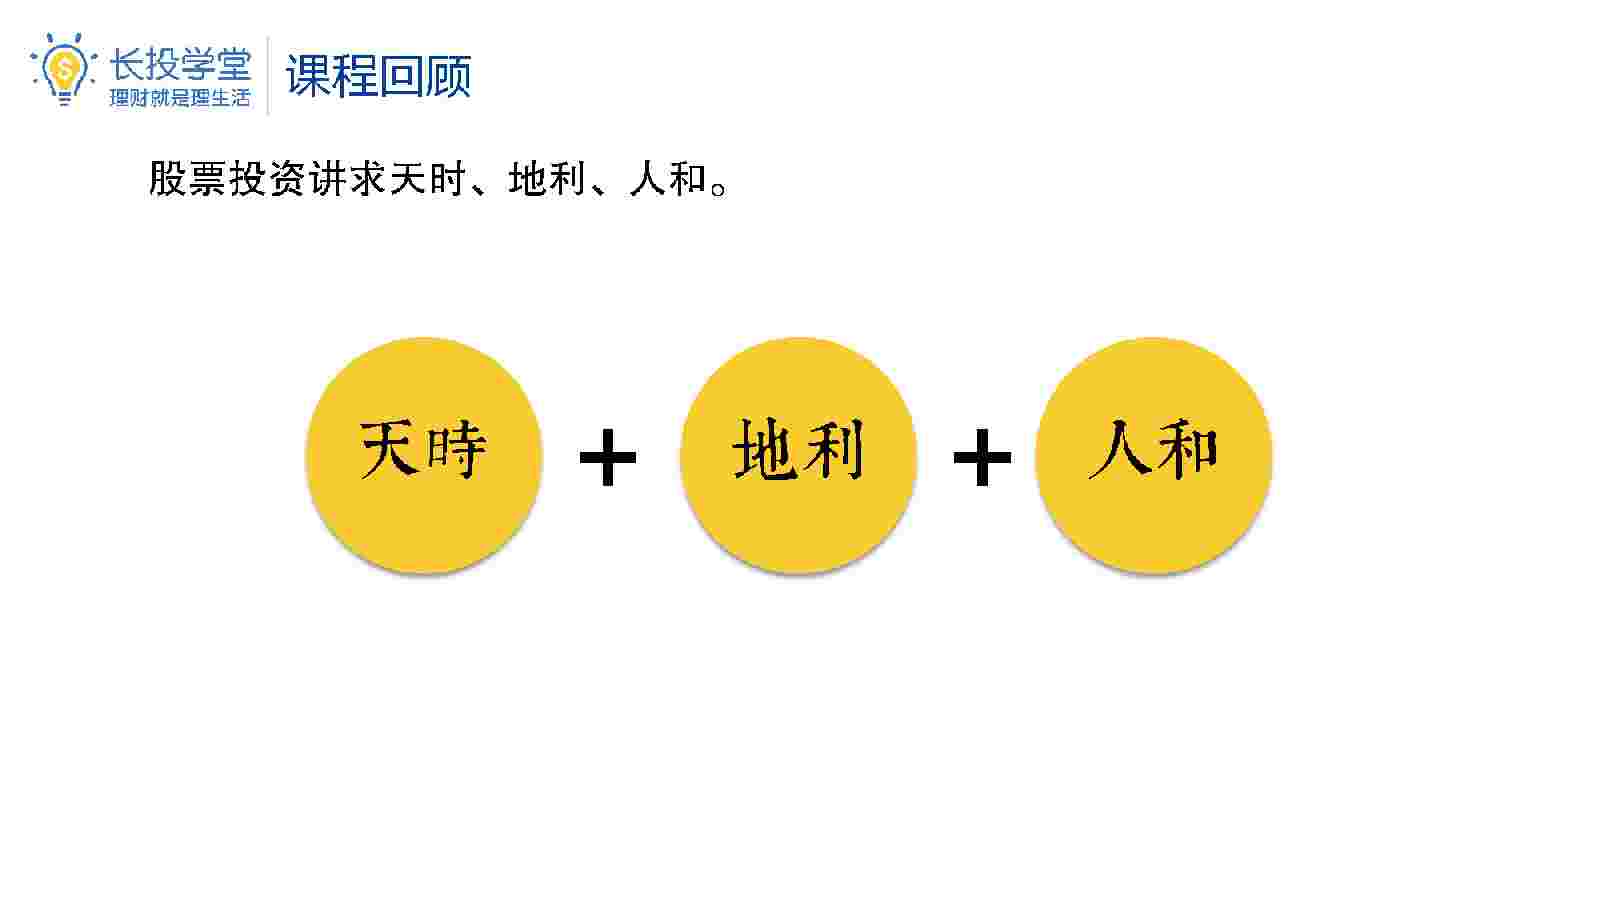 长投学堂
理财就是理生活
课程回顾
股票投资讲求天时、地利、人和。
天時 + 地利 + 人和